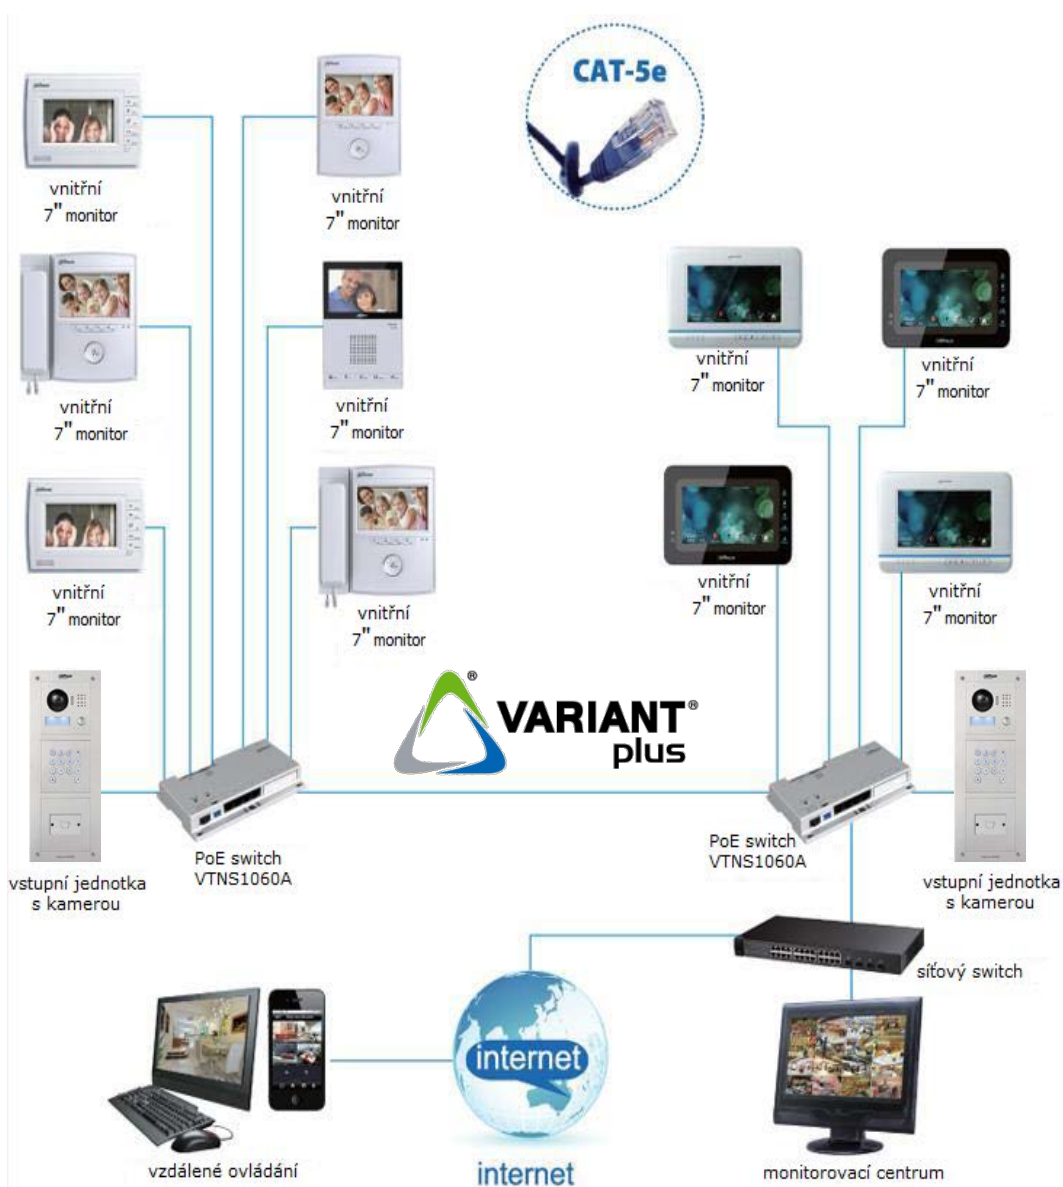 CAT-5e
vnitřní
7" monitor
vnitřní
7" monitor
vnitřní
7" monitor
vnitřní
7" monitor
vnitřní
7" monitor
vnitřní
7" monitor
vnitřní
7" monitor
vnitřní
7" monitor
vnitřní
7" monitor
vnitřní
7" monitor
®
VARIANT®
plus
PoE switch
VTNS1060A
PoE switch
VTNS1060A
vstupní jednotka
s kamerou
vstupní jednotka
s kamerou
síťový switch
internet
vzdálené ovládání
internet
monitorovací centrum